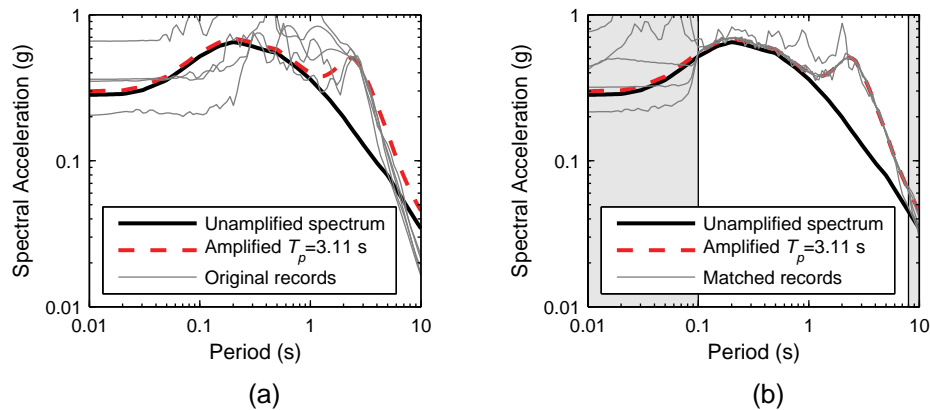 1
0.1
0.01
Spectral Acceleration (g)
Unamplified spectrum
Amplified Tp=3.11 s
Original records
0.01
0.1
1
10
Period (s)
(a)
1
0.1
0.01
Spectral Acceleration (g)
Unamplified spectrum
Amplified Tp=3.11 s
Matched records
0.01
0.1
1
10
Period (s)
(b)